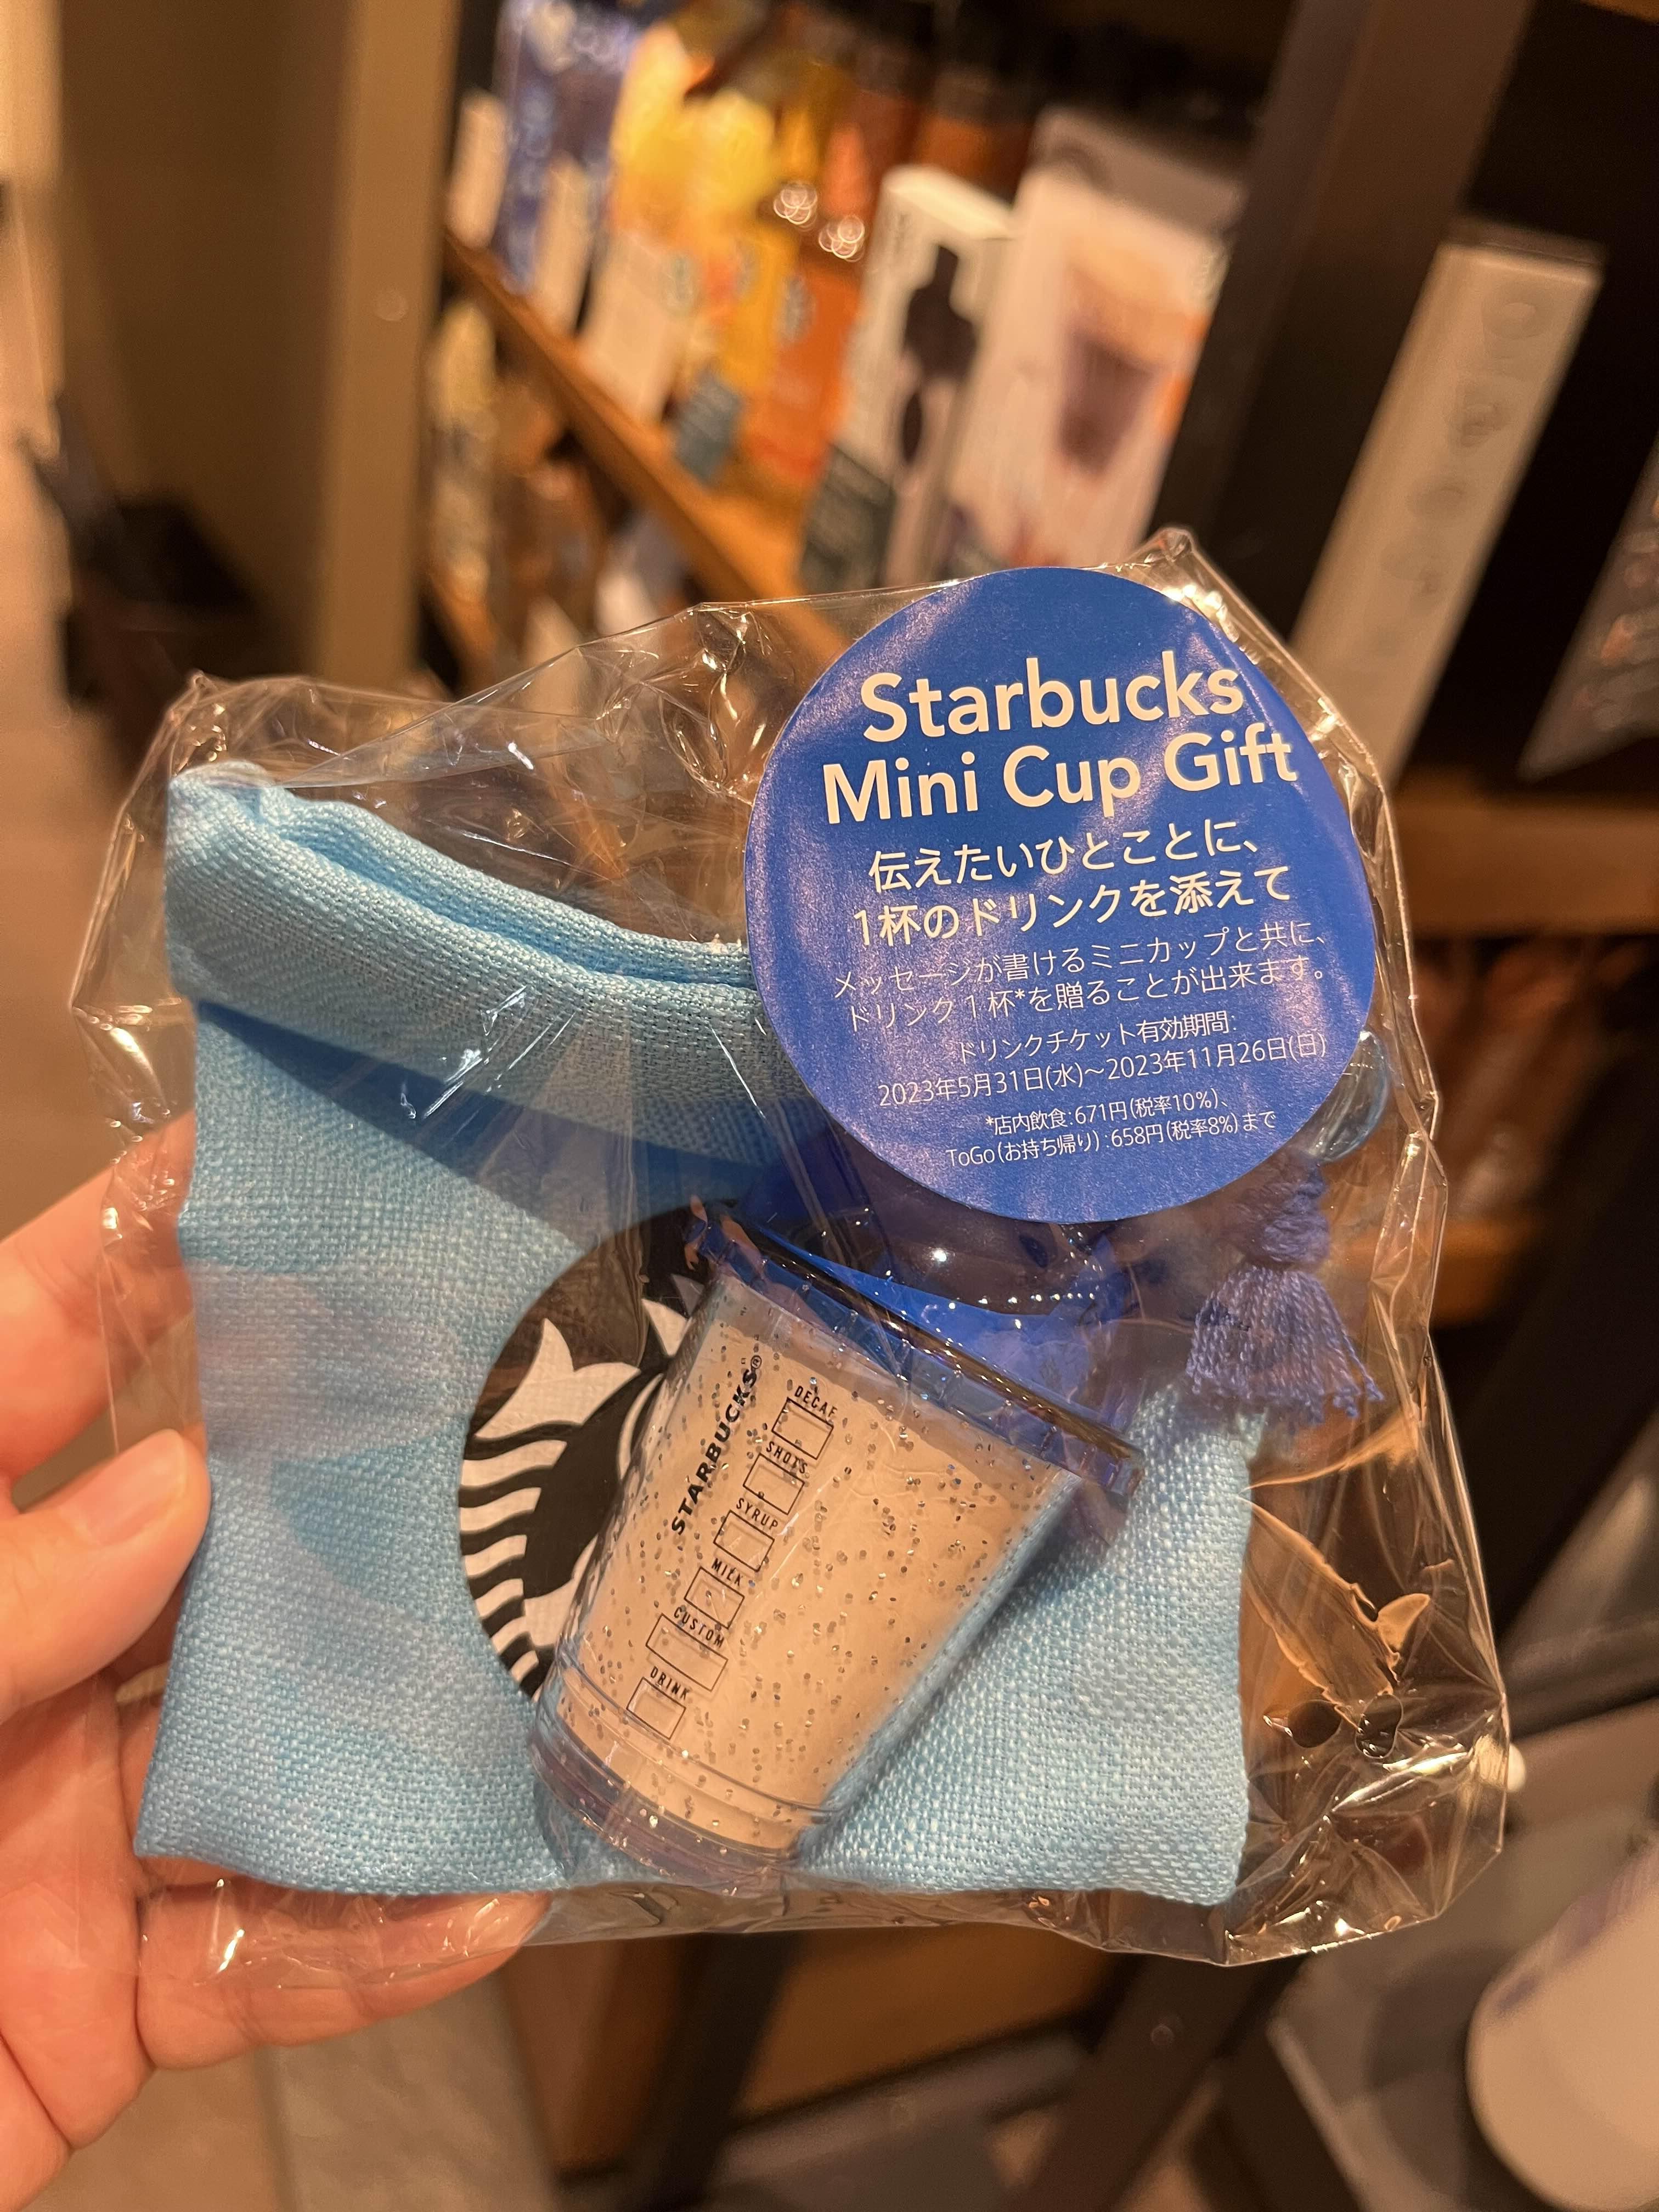 Starbucks
Mini Cup Gift
伝えたいひとことに、
1杯のドリンクを添えて
メッセージが書けるミニカップと共に、
ドリンク1杯*を贈ることが出来ます。
ドリンクチケット有効期間:
2023年5月31日(水)～2023年11月26日(日)
*店内飲食:671円(税率10%)、
ToGo(お持ち帰り):658円(税率8%)まで
STARBUCKS®
DECAF
SHOTS
SYRUP
MILK
CUSTOM
DRINK